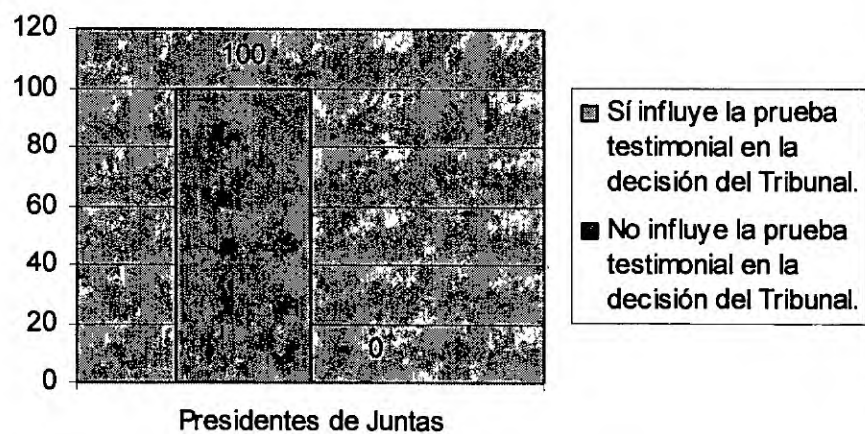 120
100
80
60
40
20
0
100
0
Presidentes de Juntas
Sí influye la prueba
testimonial en la
decisión del Tribunal.
No influye la prueba
testimonial en la
decisión del Tribunal.